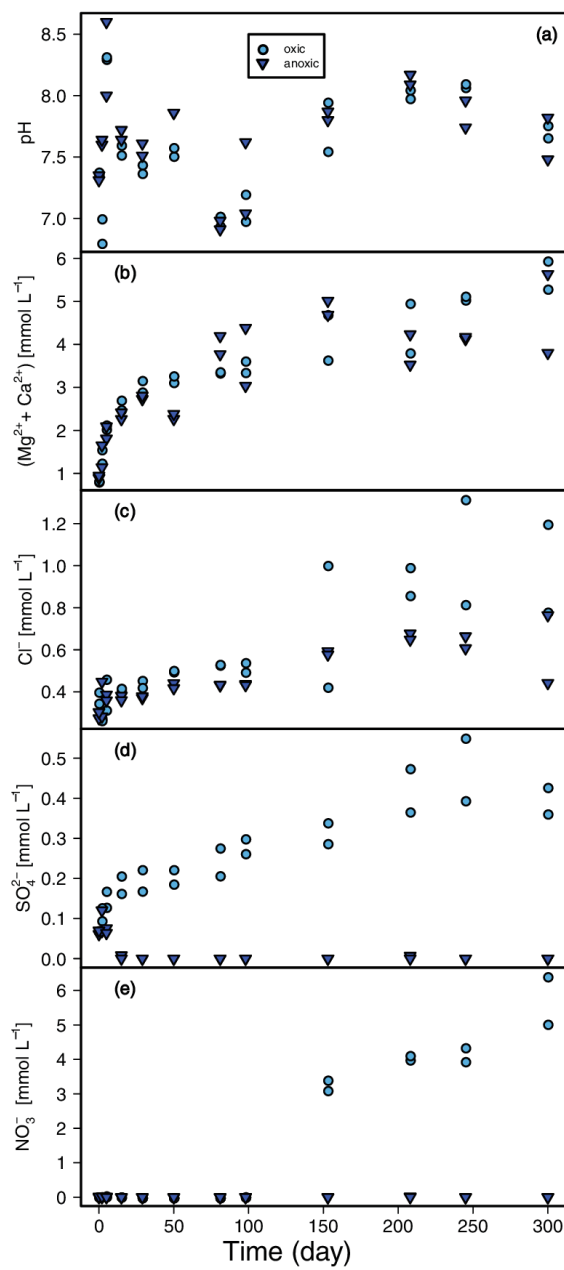 (a)
oxic
anoxic
pH
8.5
8.0
7.5
7.0
(b)
(Mg²⁺+ Ca²⁺) [mmol L⁻¹]
6
5
4
3
2
1
(c)
Cl⁻ [mmol L⁻¹]
1.2
1.0
0.8
0.6
0.4
(d)
SO₄²⁻ [mmol L⁻¹]
0.5
0.4
0.3
0.2
0.1
0.0
(e)
NO₃⁻ [mmol L⁻¹]
6
5
4
3
2
1
0
0 50 100 150 200 250 300
Time (day)